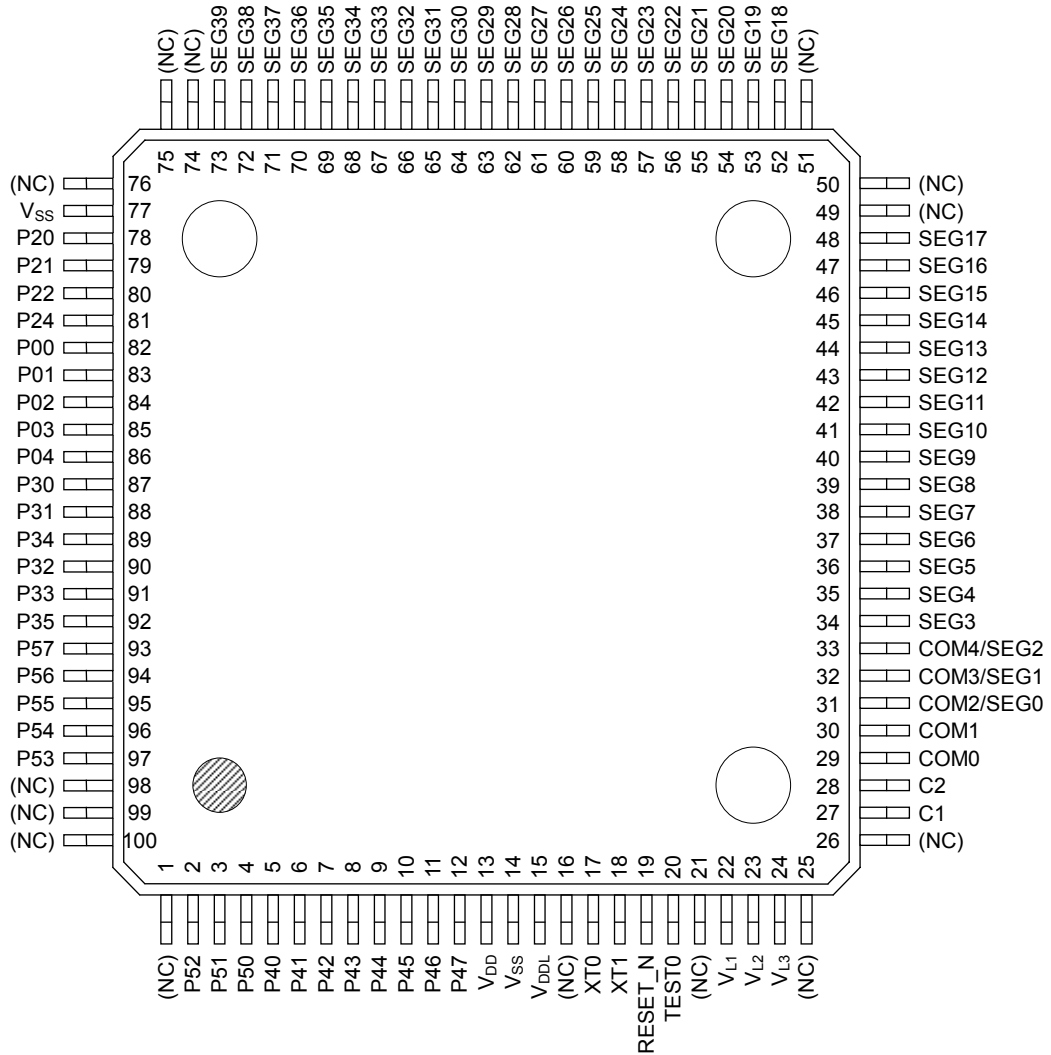 (NC)
(NC)
SEG39
SEG38
SEG37
SEG36
SEG35
SEG34
SEG33
SEG32
SEG31
SEG30
SEG29
SEG28
SEG27
SEG26
SEG25
SEG24
SEG23
SEG22
SEG21
SEG20
SEG19
SEG18
(NC)
75
74
73
72
71
70
69
68
67
66
65
64
63
62
61
60
59
58
57
56
55
54
53
52
51
(NC) 76
VSS 77
P20 78
P21 79
P22 80
P24 81
P00 82
P01 83
P02 84
P03 85
P04 86
P30 87
P31 88
P34 89
P32 90
P33 91
P35 92
P57 93
P56 94
P55 95
P54 96
P53 97
(NC) 98
(NC) 99
(NC) 100
50 (NC)
49 (NC)
48 SEG17
47 SEG16
46 SEG15
45 SEG14
44 SEG13
43 SEG12
42 SEG11
41 SEG10
40 SEG9
39 SEG8
38 SEG7
37 SEG6
36 SEG5
35 SEG4
34 SEG3
33 COM4/SEG2
32 COM3/SEG1
31 COM2/SEG0
30 COM1
29 COM0
28 C2
27 C1
26 (NC)
1
2
3
4
5
6
7
8
9
10
11
12
13
14
15
16
17
18
19
20
21
22
23
24
25
(NC)
P52
P51
P50
P40
P41
P42
P43
P44
P45
P46
P47
VDD
VSS
VDDL
(NC)
XT0
XT1
RESET_N
TEST0
(NC)
VL1
VL2
VL3
(NC)